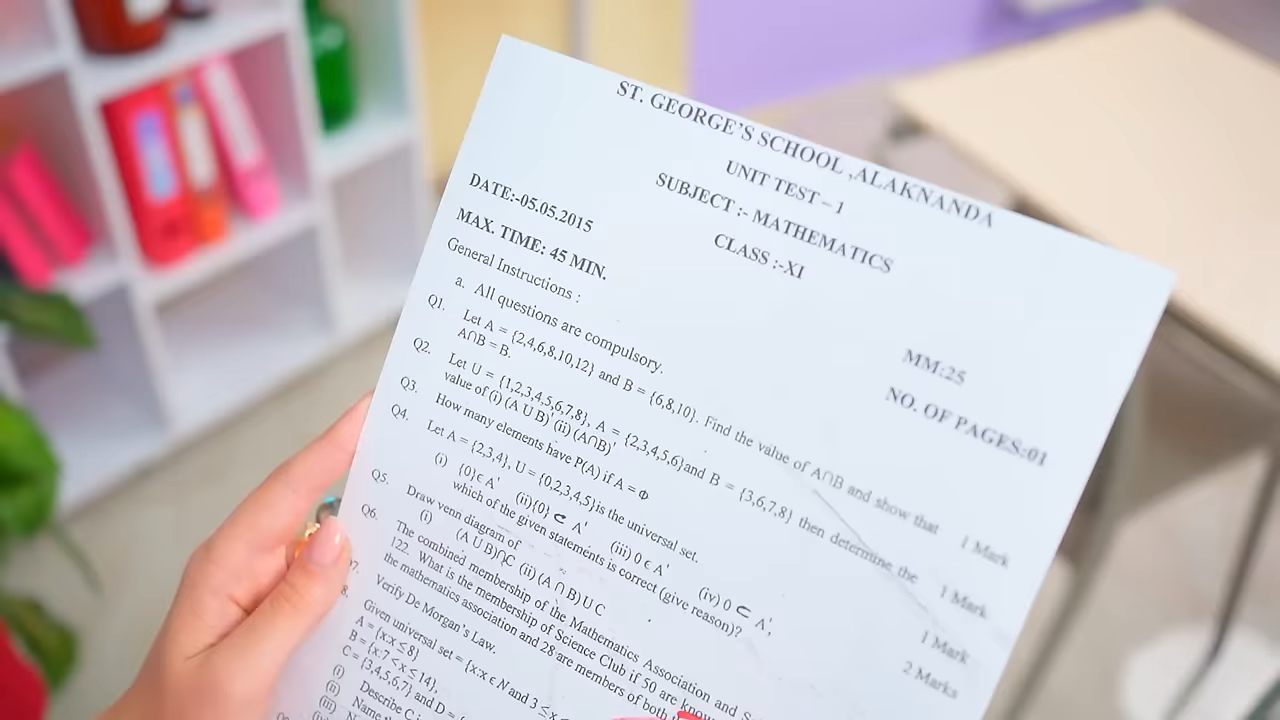 ST. GEORGE'S SCHOOL ,ALAKNANDA
UNIT TEST – 1
SUBJECT :- MATHEMATICS
CLASS :-XI
DATE:-05.05.2015
MM:25
MAX. TIME: 45 MIN.
NO. OF PAGES:01
General Instructions :
a. All questions are compulsory.
Q1. Let A = {2,4,6,8,10,12} and B = {6,8,10}. Find the value of A∩B and show that
A∩B = B. 1 Mark
Q2. Let U = {1,2,3,4,5,6,7,8}, A = {2,3,4,5,6}and B = {3,6,7,8} then determine the
value of (i) (A U B)' (ii) (A∩B)' 1 Mark
Q3. How many elements have P(A) if A = Φ 1 Mark
Q4. Let A = {2,3,4}, U = {0,2,3,4,5}is the universal set. 2 Marks
(i) {0}ϵ A' (ii){0} ⊂ A' (iii) 0 ϵ A' (iv) 0 ⊂ A',
which of the given statements is correct (give reason)?
Q5. Draw venn diagram of
(i) (A U B)∩C (ii) (A ∩ B) U C
Q6. The combined membership of the Mathematics Association and
122. What is the membership of Science Club if 50 are
the mathematics association and 28 are members of both
7. Verify De Morgan's Law.
8. Given universal set = {x:x ϵ N and 3 ≤ x
A = {x:x ≤ 8}
B = {x:7 < x ≤ 14},
C = {3,4,5,6,7} and D = {
(i) Describe C
(ii) Name
(iii)